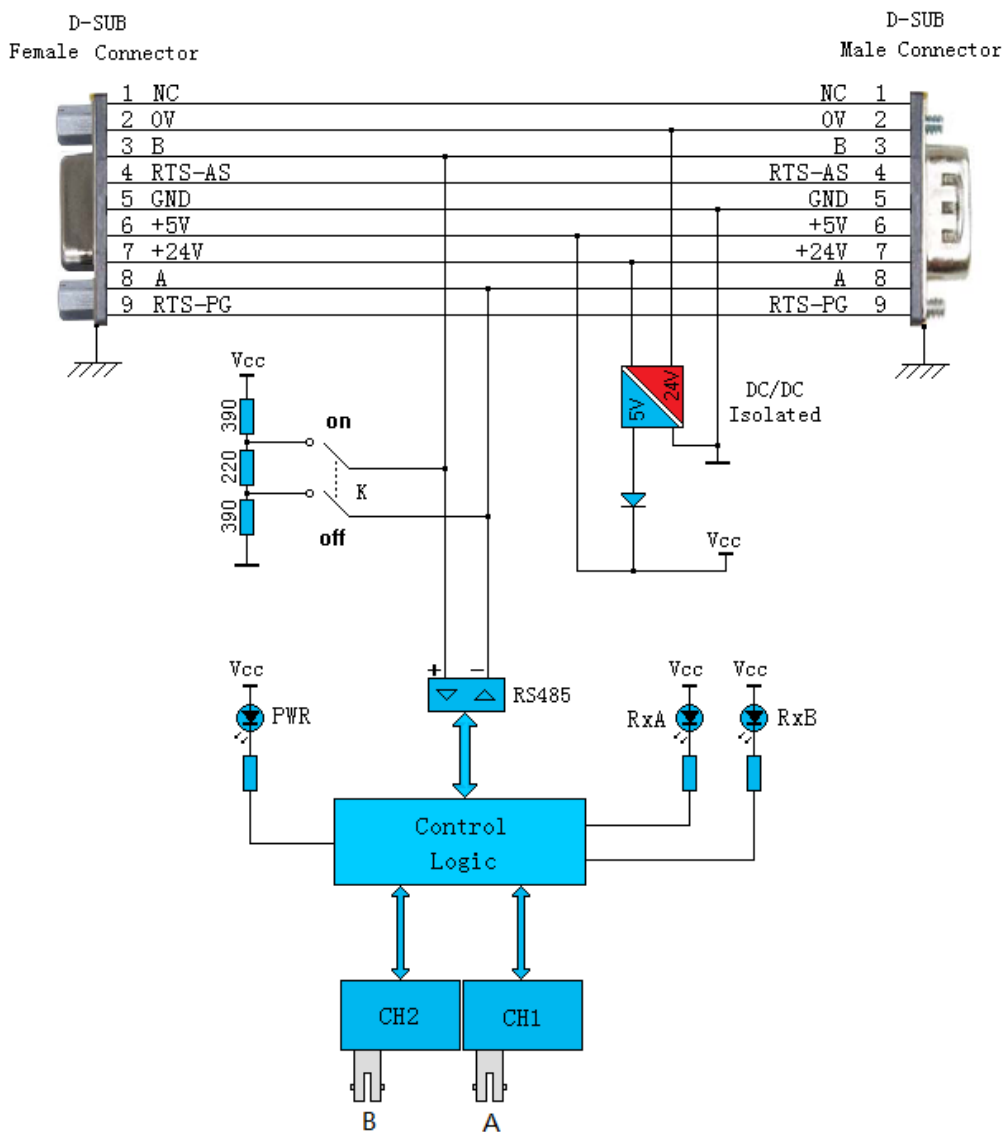 D-SUB
Female Connector
D-SUB
Male Connector
1 NC
NC 1
2 0V
0V 2
3 B
B 3
4 RTS-AS
RTS-AS 4
5 GND
GND 5
6 +5V
+5V 6
7 +24V
+24V 7
8 A
A 8
9 RTS-PG
RTS-PG 9
Vcc
390
220
390
on
K
off
5V
24V
DC/DC
Isolated
Vcc
+ −
RS485
Vcc
PWR
Vcc
Vcc
RxA
RxB
Control
Logic
CH2
CH1
B
A